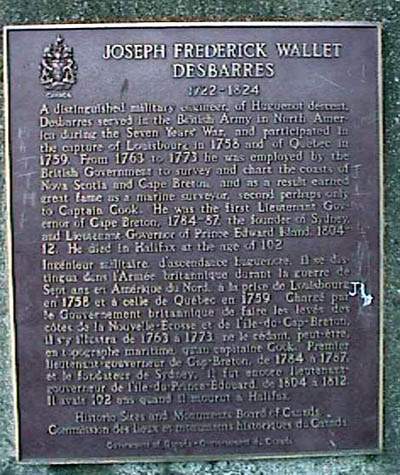 CANADA
JOSEPH FREDERICK WALLET
DESBARRES
1722-1824
A distinguished military engineer, of Huguenot descent,
Desbarres served in the British Army in North Amer-
ica during the Seven Years' War, and participated in
the capture of Louisbourg in 1758 and of Quebec in
1759. From 1763 to 1773 he was employed by the
British Government to survey and chart the coasts of
Nova Scotia and Cape Breton, and as a result earned
great fame as a marine surveyor, second perhaps only
to Captain Cook. He was the first Lieutenant Gov-
ernor of Cape Breton, 1784-87, the founder of Sydney,
and Lieutenant Governor of Prince Edward Island, 1804-
12. He died in Halifax at the age of 102.
Ingénieur militaire, d'ascendance huguenote, il se dis-
tingua dans l'Armée britannique durant la guerre de
Sept ans en Amérique du Nord, à la prise de Louisbourg
en 1758 et à celle de Québec en 1759. Chargé par
le Gouvernement britannique de faire les levés des
côtes de la Nouvelle-Écosse et de l'île-du-Cap-Breton,
il s'y illustra de 1763 à 1773, ne le cédant, peut-être,
en topographe maritime, qu'au capitaine Cook. Premier
lieutenant-gouverneur de Cap-Breton, de 1784 à 1787,
et le fondateur de Sydney, il fut encore lieutenant-
gouverneur de l'île-du-Prince-Édouard, de 1804 à 1812.
Il avait 102 ans quand il mourut à Halifax.
Historic Sites and Monuments Board of Canada
Commission des lieux et monuments historiques du Canada
Government of Canada - Gouvernement du Canada